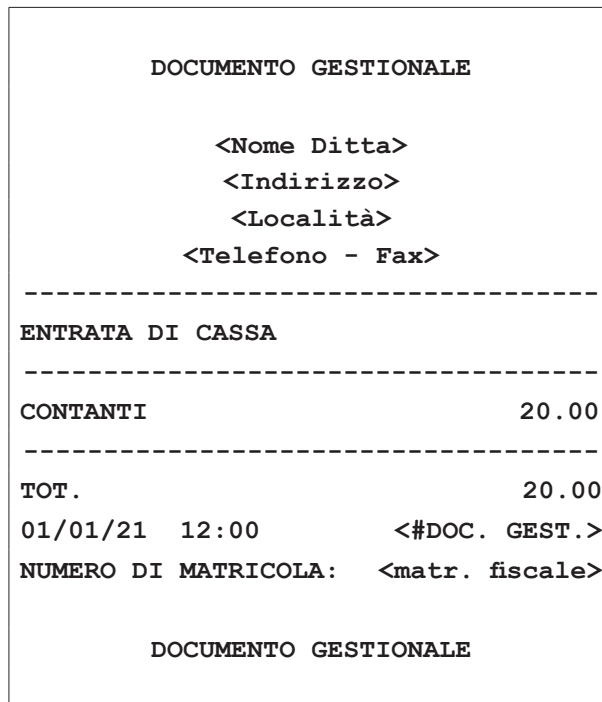 DOCUMENTO GESTIONALE
<Nome Ditta>
<Indirizzo>
<Località>
<Telefono - Fax>
------------------------------------
ENTRATA DI CASSA
------------------------------------
CONTANTI 20.00
------------------------------------
TOT. 20.00
01/01/21 12:00 <#DOC. GEST.>
NUMERO DI MATRICOLA: <matr. fiscale>
DOCUMENTO GESTIONALE